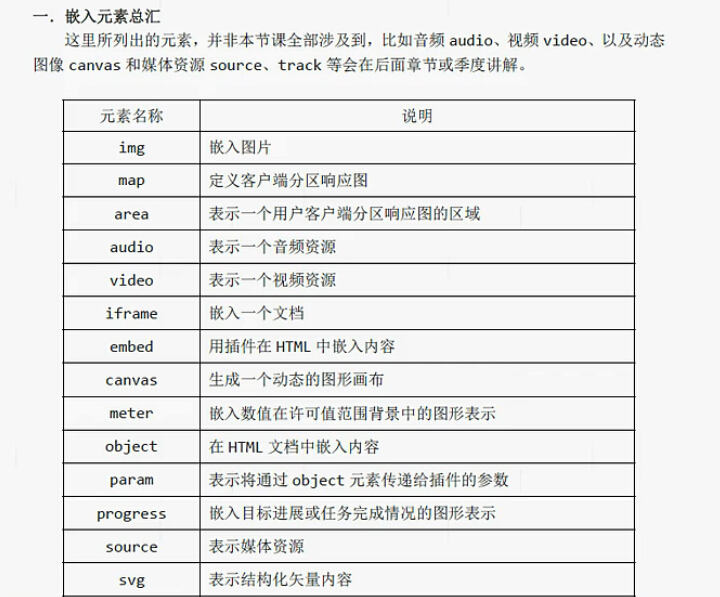 一．嵌入元素总汇
这里所列出的元素，并非本节课全部涉及到，比如音频 audio、视频 video、以及动态
图像 canvas 和媒体资源 source、track 等会在后面章节或季度讲解。
元素名称 说明
img 嵌入图片
map 定义客户端分区响应图
area 表示一个用户客户端分区响应图的区域
audio 表示一个音频资源
video 表示一个视频资源
iframe 嵌入一个文档
embed 用插件在 HTML 中嵌入内容
canvas 生成一个动态的图形画布
meter 嵌入数值在许可值范围背景中的图形表示
object 在 HTML 文档中嵌入内容
param 表示将通过 object 元素传递给插件的参数
progress 嵌入目标进展或任务完成情况的图形表示
source 表示媒体资源
svg 表示结构化矢量内容